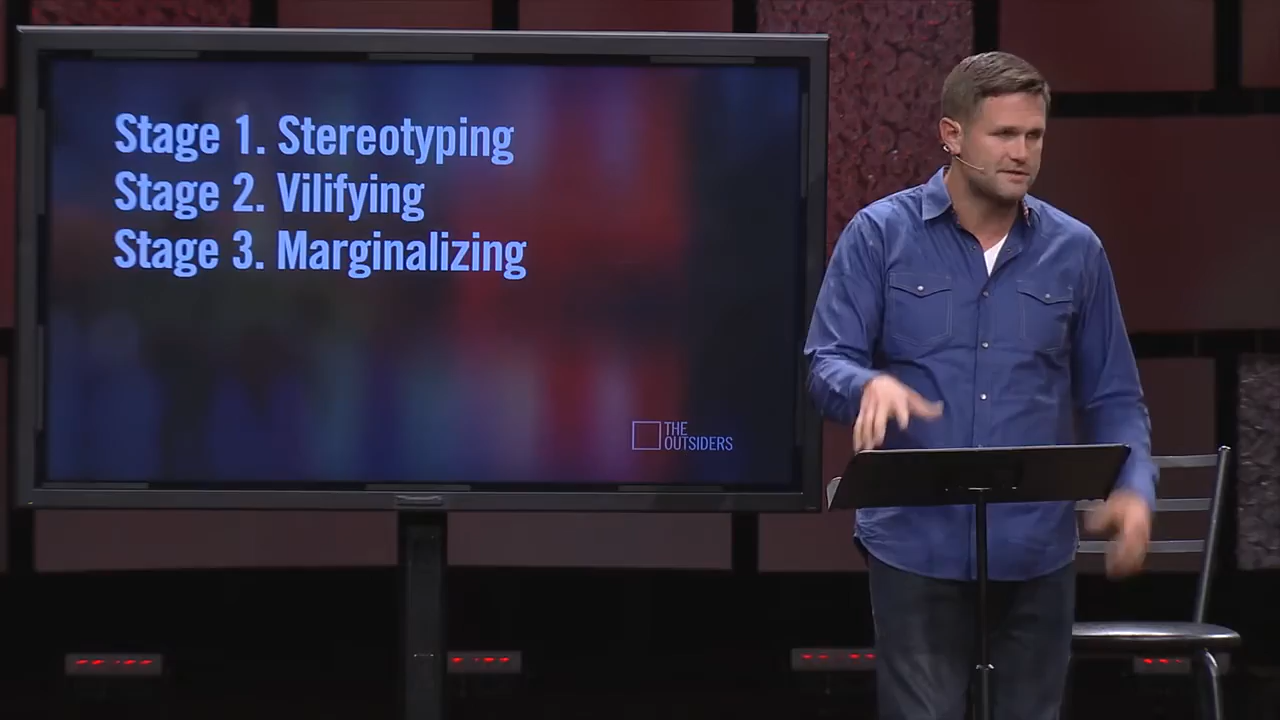 Stage 1. Stereotyping
Stage 2. Vilifying
Stage 3. Marginalizing
THE
OUTSIDERS